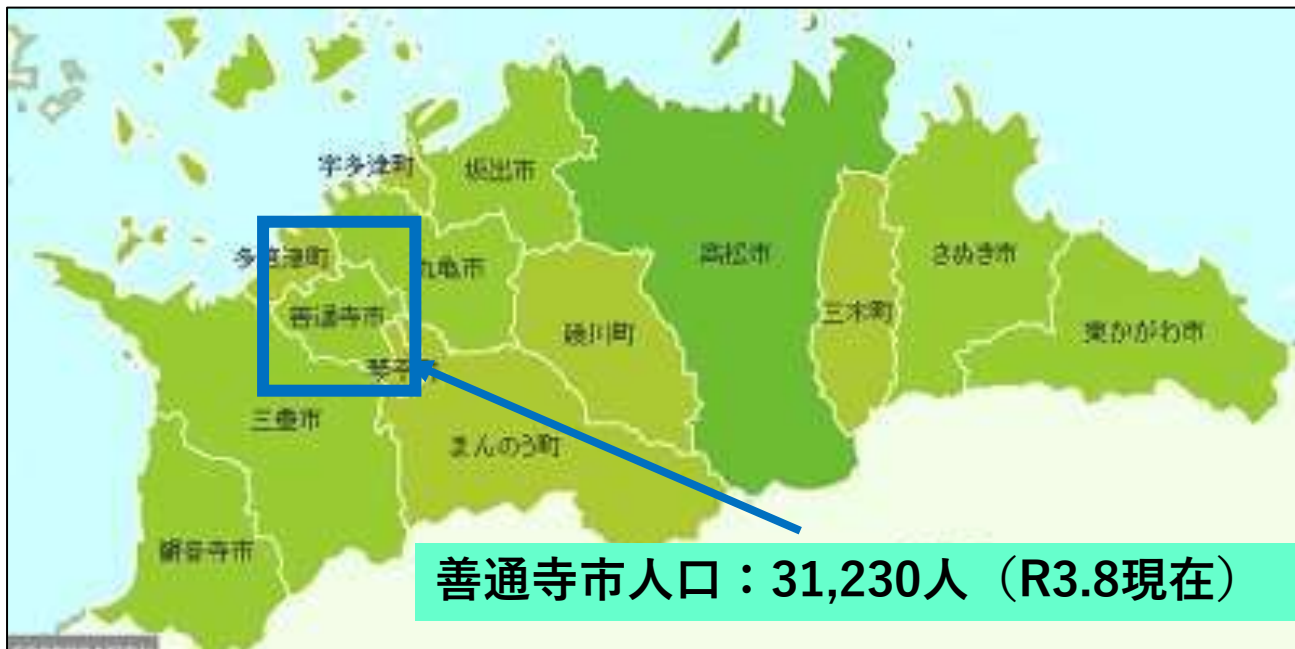 宇多津町
坂出市
多度津町
丸亀市
高松市
さぬき市
善通寺市
綾川町
三木町
東かがわ市
琴平
三豊市
まんのう町
観音寺市
善通寺市人口：31,230人（R3.8現在）